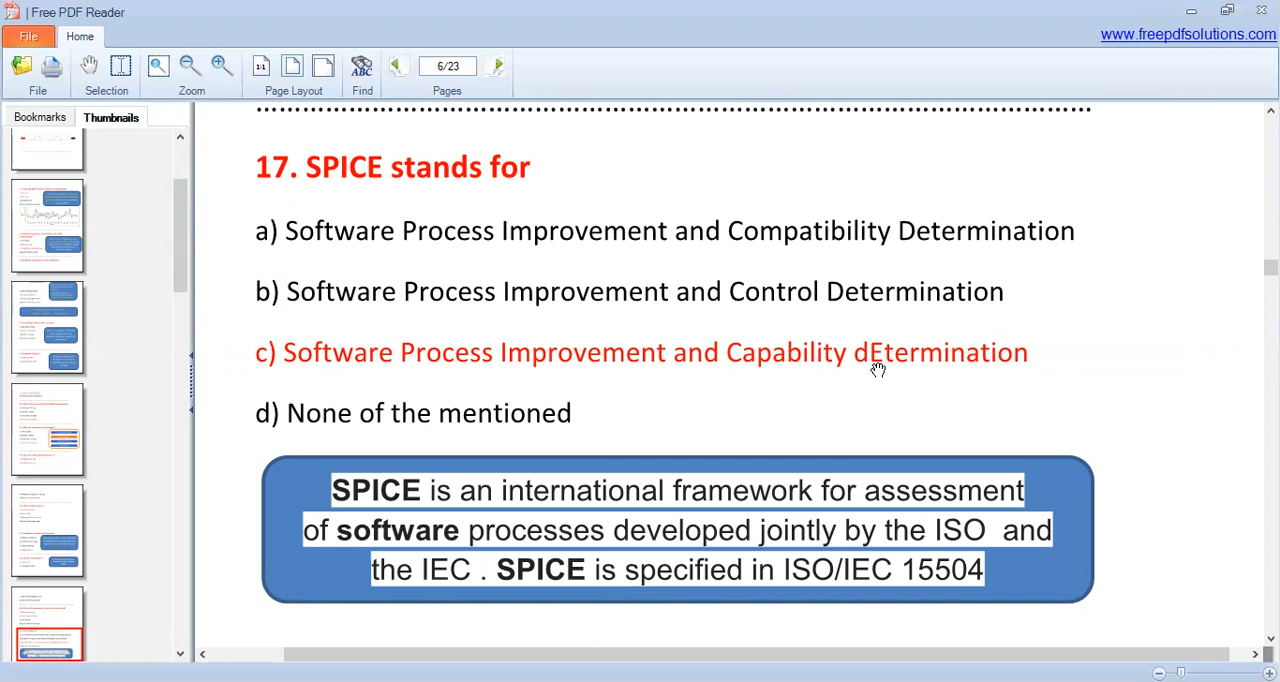 Free PDF Reader
File
Home
www.freepdfsolutions.com
1:1
ABC
6/23
File
Selection
Zoom
Page Layout
Find
Pages
Bookmarks
Thumbnails
17. SPICE stands for
a) Software Process Improvement and Compatibility Determination
b) Software Process Improvement and Control Determination
c) Software Process Improvement and Capability dEtermination
d) None of the mentioned
SPICE is an international framework for assessment
of software processes developed jointly by the ISO and
the IEC . SPICE is specified in ISO/IEC 15504